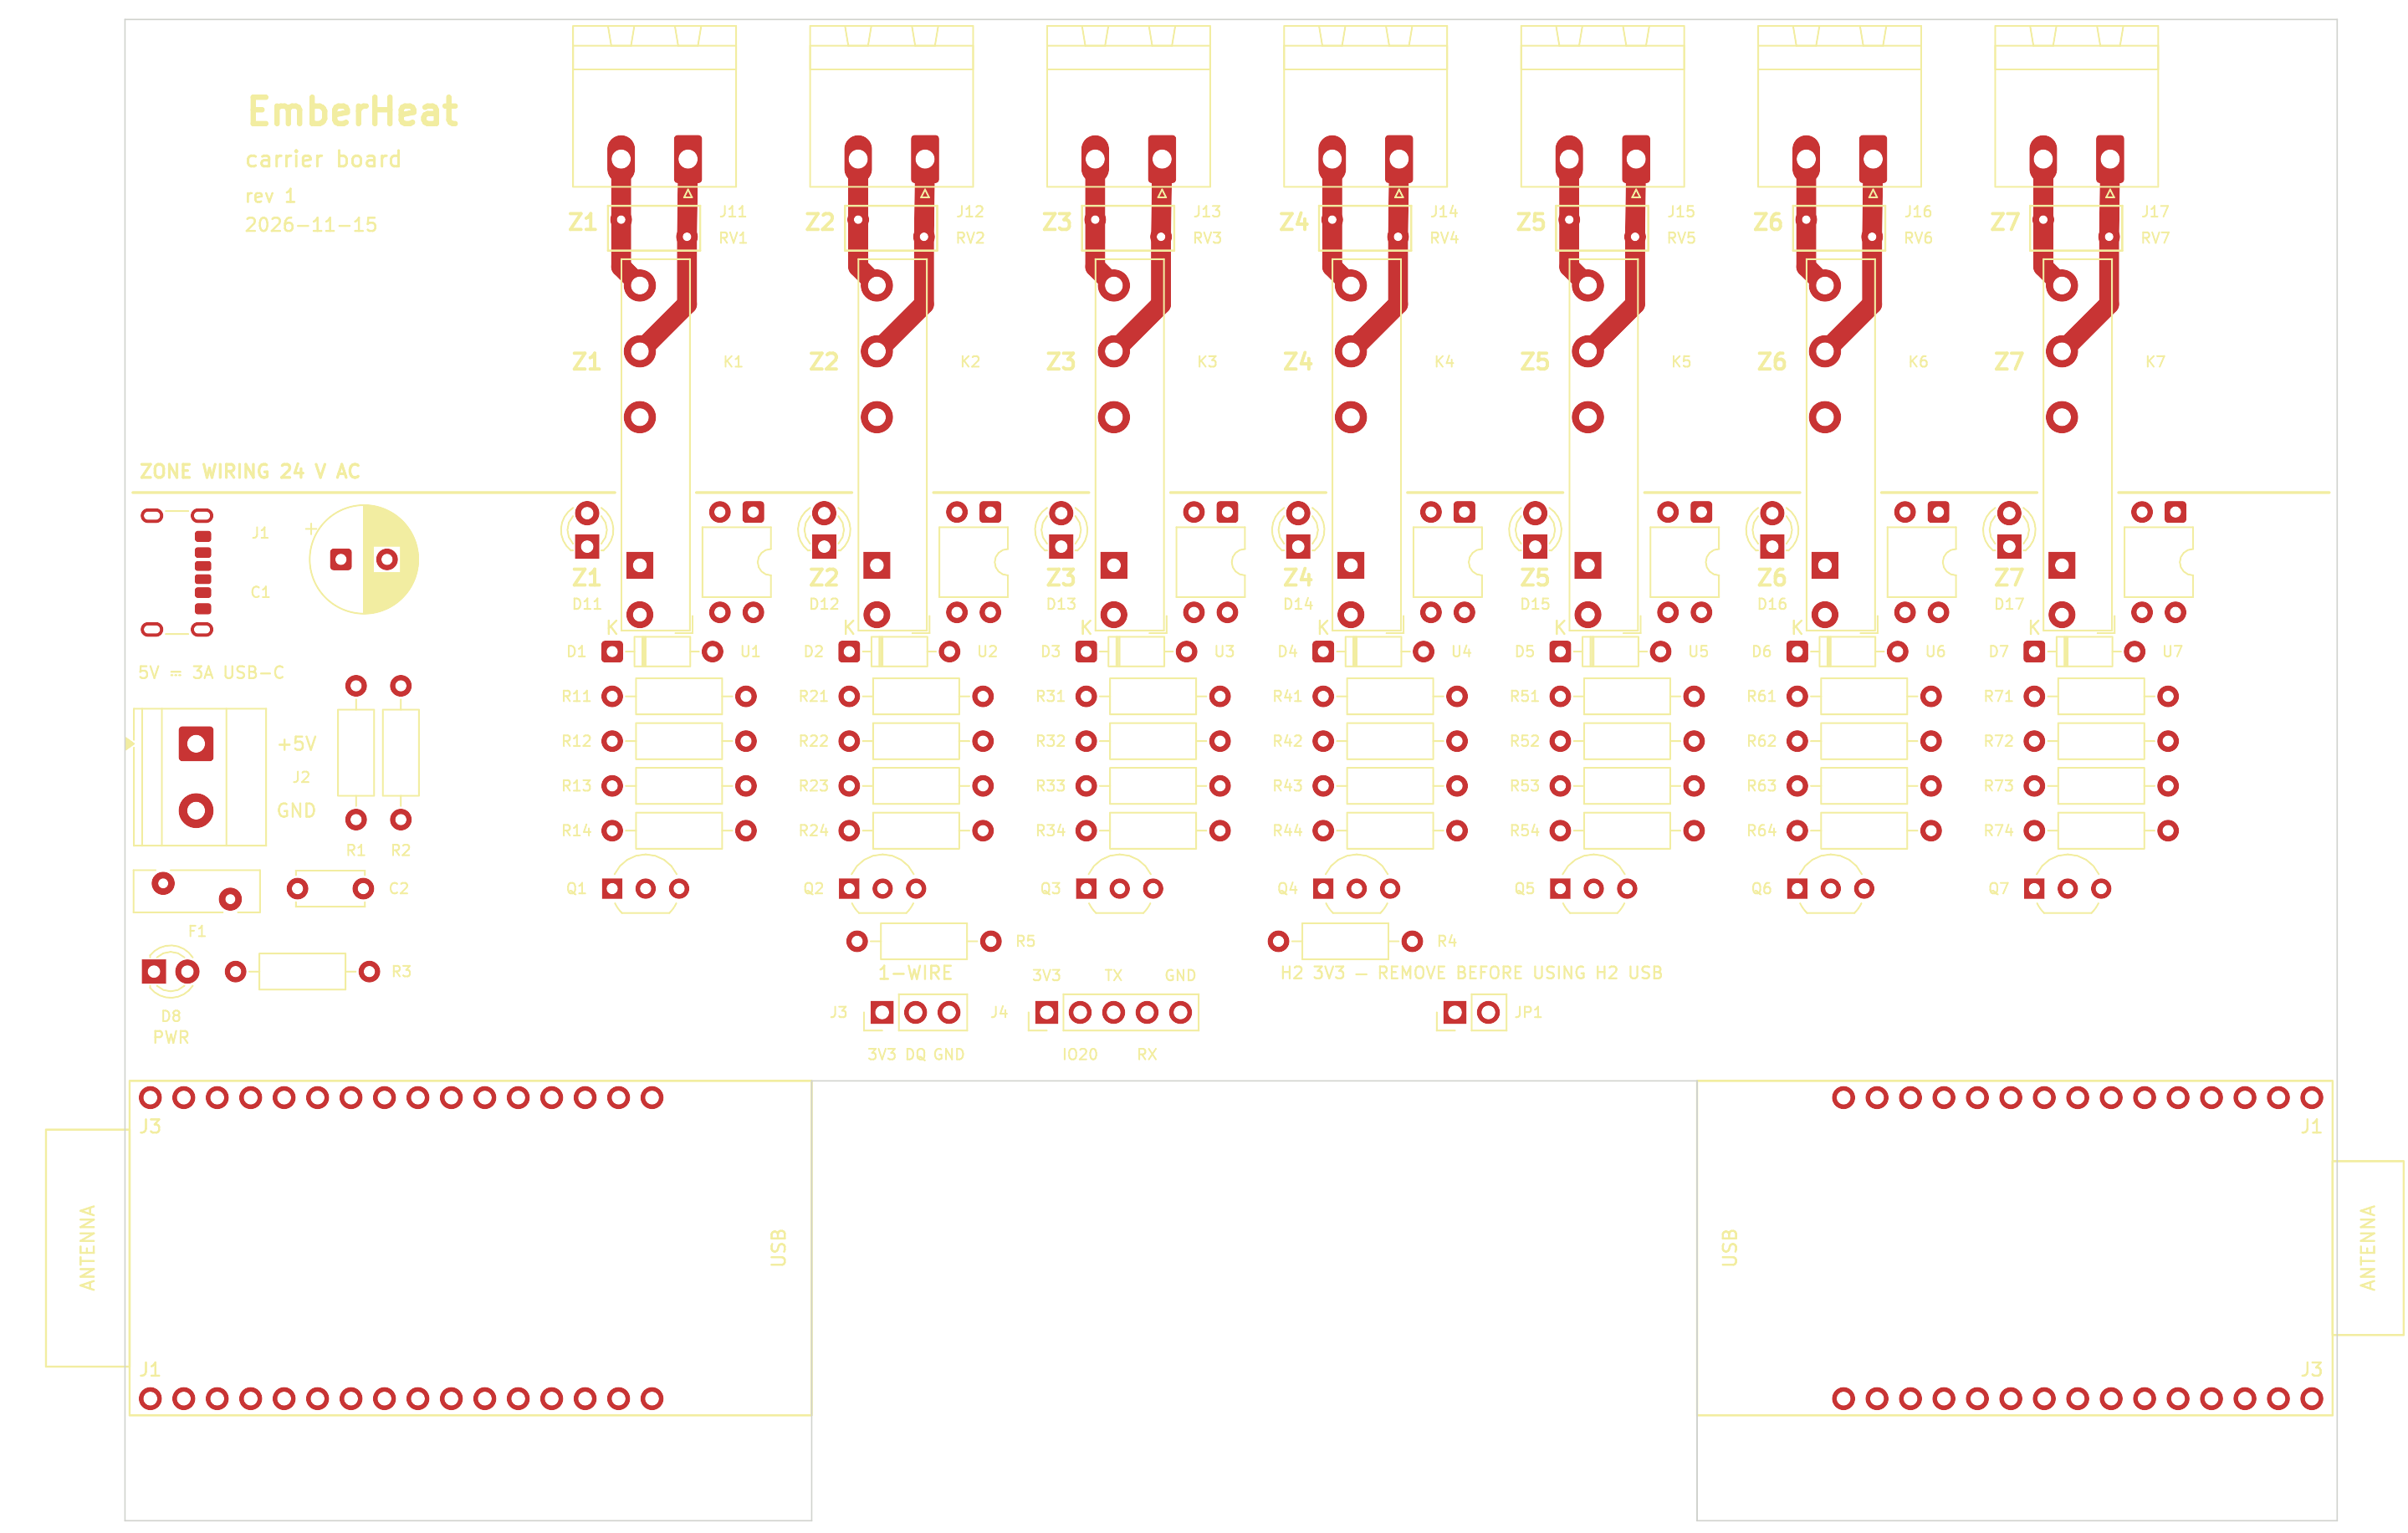 EmberHeat
carrier board
rev 1
2026-11-15
Z1 J11 Z2 J12 Z3 J13 Z4 J14 Z5 J15 Z6 J16 Z7 J17
RV1 RV2 RV3 RV4 RV5 RV6 RV7
Z1 K1 Z2 K2 Z3 K3 Z4 K4 Z5 K5 Z6 K6 Z7 K7
ZONE WIRING 24 V AC
J1 +
C1
Z1 Z2 Z3 Z4 Z5 Z6 Z7
D11 D12 D13 D14 D15 D16 D17
K K K K K K K
D1 U1 D2 U2 D3 U3 D4 U4 D5 U5 D6 U6 D7 U7
5V = 3A USB-C
R11 R21 R31 R41 R51 R61 R71
+5V R12 R22 R32 R42 R52 R62 R72
J2 R13 R23 R33 R43 R53 R63 R73
GND R14 R24 R34 R44 R54 R64 R74
R1 R2
C2 Q1 Q2 Q3 Q4 Q5 Q6 Q7
F1 R5 R4
R3 1-WIRE 3V3 TX GND H2 3V3 - REMOVE BEFORE USING H2 USB
D8 J3 J4 JP1
PWR
3V3 DQ GND IO20 RX
J3 J1
ANTENNA USB USB ANTENNA
J1 J3